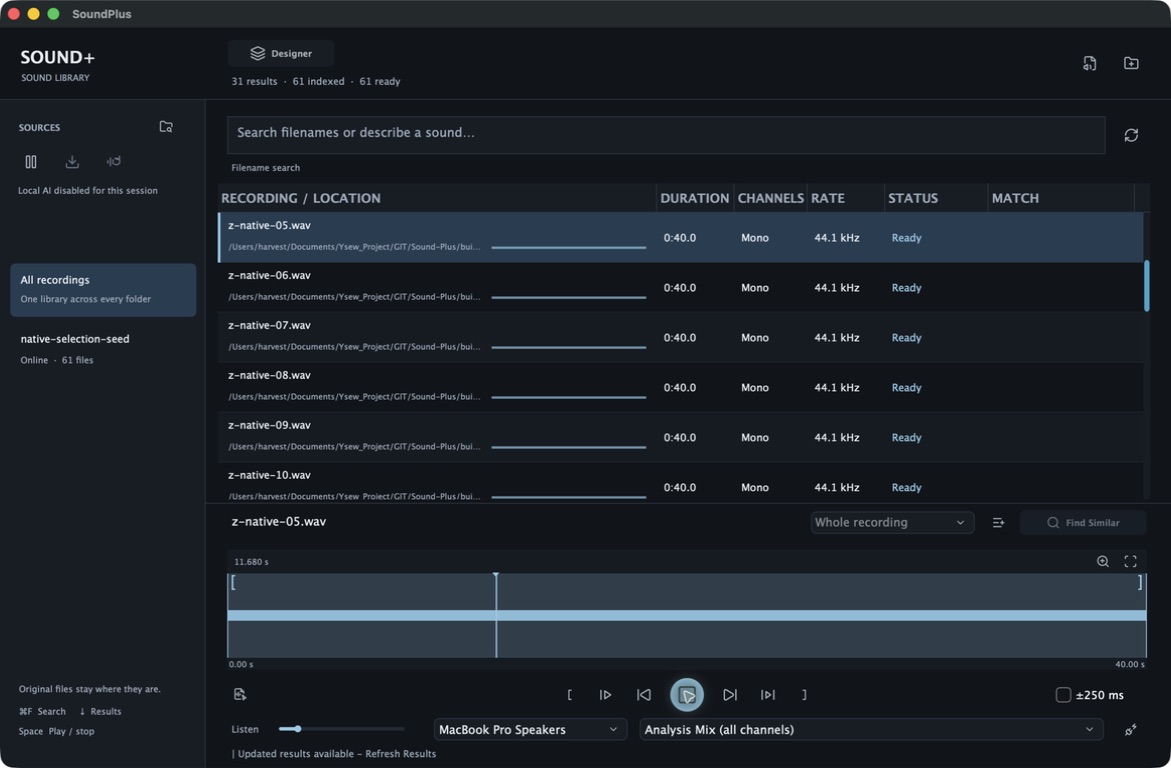 SoundPlus
SOUND+
SOUND LIBRARY
Designer
31 results · 61 indexed · 61 ready
SOURCES
Local AI disabled for this session
All recordings
One library across every folder
native-selection-seed
Online · 61 files
Original files stay where they are.
⌘F Search ↓ Results
Space Play / stop
Search filenames or describe a sound...
Filename search
RECORDING / LOCATION DURATION CHANNELS RATE STATUS MATCH
z-native-05.wav
/Users/harvest/Documents/Ysew_Project/GIT/Sound-Plus/bui... 0:40.0 Mono 44.1 kHz Ready
z-native-06.wav
/Users/harvest/Documents/Ysew_Project/GIT/Sound-Plus/bui... 0:40.0 Mono 44.1 kHz Ready
z-native-07.wav
/Users/harvest/Documents/Ysew_Project/GIT/Sound-Plus/bui... 0:40.0 Mono 44.1 kHz Ready
z-native-08.wav
/Users/harvest/Documents/Ysew_Project/GIT/Sound-Plus/bui... 0:40.0 Mono 44.1 kHz Ready
z-native-09.wav
/Users/harvest/Documents/Ysew_Project/GIT/Sound-Plus/bui... 0:40.0 Mono 44.1 kHz Ready
z-native-10.wav
/Users/harvest/Documents/Ysew_Project/GIT/Sound-Plus/bui... 0:40.0 Mono 44.1 kHz Ready
z-native-05.wav
Whole recording
Find Similar
11.680 s
0.00 s
40.00 s
±250 ms
Listen
MacBook Pro Speakers
Analysis Mix (all channels)
| Updated results available – Refresh Results